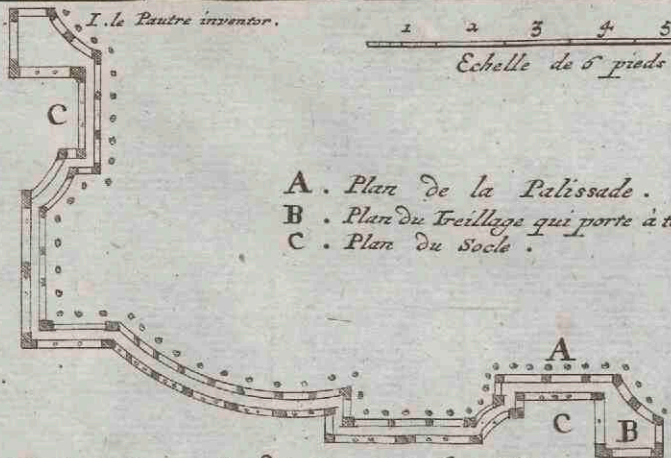 I. le Pautre inventor.
1 2 3 4 5
Echelle de 6 pieds
A. Plan de la Palissade.
B. Plan du Treillage qui porte à
C. Plan du Socle.
C
A
C
B